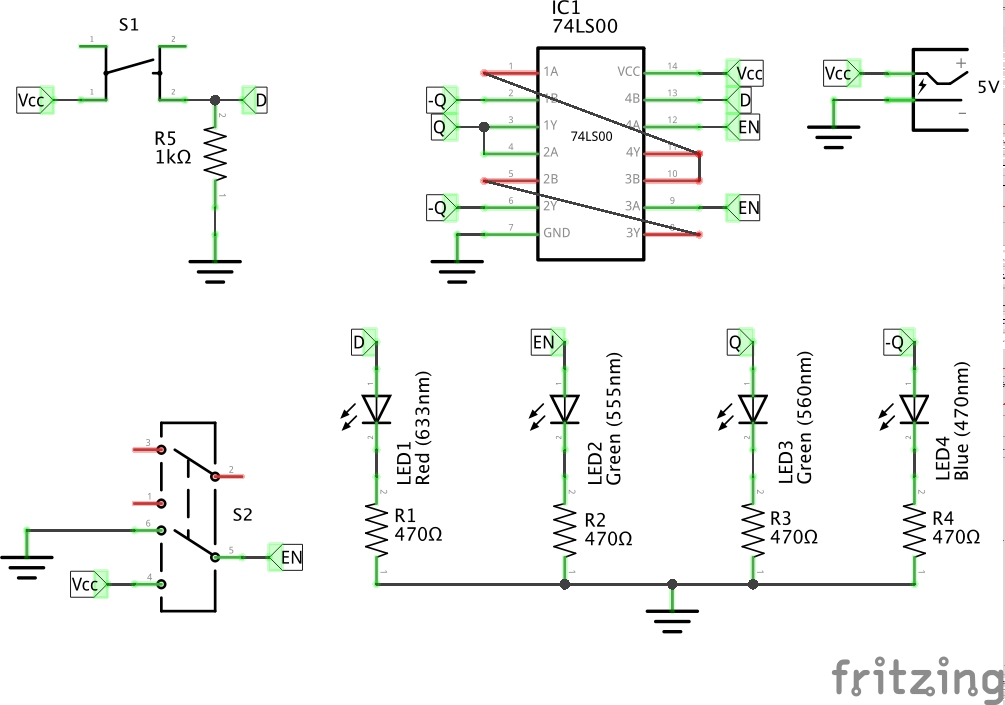 S1
1
2
Vcc
1
2
D
2
R5
1kΩ
1
IC1
74LS00
1
1A
VCC
14
Vcc
-Q
2
1B
4B
13
D
Q
3
1Y
74LS00
4A
12
EN
4
2A
4Y
11
5
2B
3B
10
-Q
6
2Y
3A
9
EN
7
GND
3Y
8
Vcc
+
5V
−
D
1
2
LED1
Red (633nm)
2
R1
470Ω
1
EN
1
2
LED2
Green (555nm)
2
R2
470Ω
1
Q
1
2
LED3
Green (560nm)
2
R3
470Ω
1
-Q
1
2
LED4
Blue (470nm)
2
R4
470Ω
1
3
2
1
S2
6
5
EN
Vcc
4
fritzing